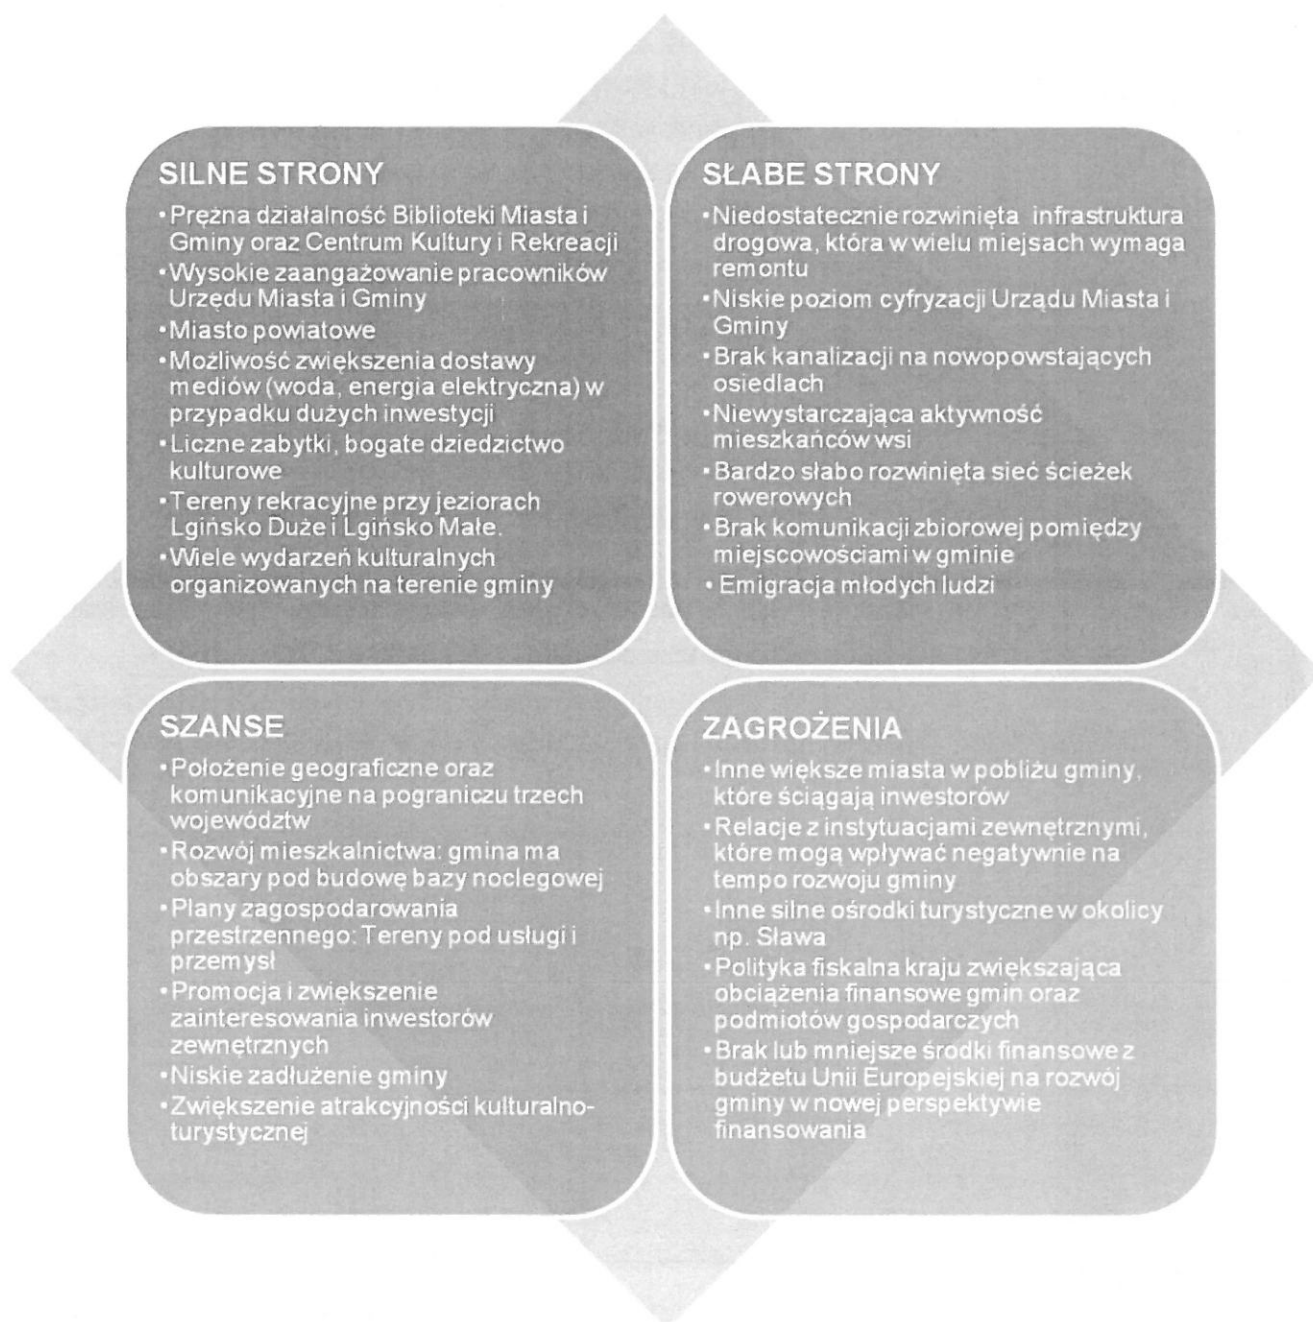 SILNE STRONY
•Prężna działalność Biblioteki Miasta i
Gminy oraz Centrum Kultury i Rekreacji
•Wysokie zaangażowanie pracowników
Urzędu Miasta i Gminy
•Miasto powiatowe
•Możliwość zwiększenia dostawy
mediów (woda, energia elektryczna) w
przypadku dużych inwestycji
•Liczne zabytki, bogate dziedzictwo
kulturowe
•Tereny rekracyjne przy jeziorach
Lgińsko Duże i Lgińsko Małe.
•Wiele wydarzeń kulturalnych
organizowanych na terenie gminy
SŁABE STRONY
•Niedostatecznie rozwinięta infrastruktura
drogowa, która w wielu miejsach wymaga
remontu
•Niskie poziom cyfryzacji Urządu Miasta i
Gminy
•Brak kanalizacji na nowopowstających
osiedlach
•Niewystarczająca aktywność
mieszkańców wsi
•Bardzo słabo rozwinięta sieć ścieżek
rowerowych
•Brak komunikacji zbiorowej pomiędzy
miejscowościami w gminie
• Emigracja młodych ludzi
SZANSE
•Położenie geograficzne oraz
komunikacyjne na pograniczu trzech
województw
•Rozwój mieszkalnictwa: gmina ma
obszary pod budowę bazy noclegowej
•Plany zagospodarowania
przestrzennego: Tereny pod usługi i
przemysł
•Promocja i zwiększenie
zainteresowania inwestorów
zewnętrznych
•Niskie zadłużenie gminy
•Zwiększenie atrakcyjności kulturalno-
turystycznej
ZAGROŻENIA
•Inne większe miasta w pobliżu gminy,
które ściągają inwestorów
•Relacje z instytuacjami zewnętrznymi,
które mogą wpływać negatywnie na
tempo rozwoju gminy
•Inne silne ośrodki turystyczne w okolicy
np. Sława
•Polityka fiskalna kraju zwiększająca
obciążenia finansowe gmin oraz
podmiotów gospodarczych
•Brak lub mniejsze środki finansowe z
budżetu Unii Europejskiej na rozwój
gminy w nowej perspektywie
finansowania